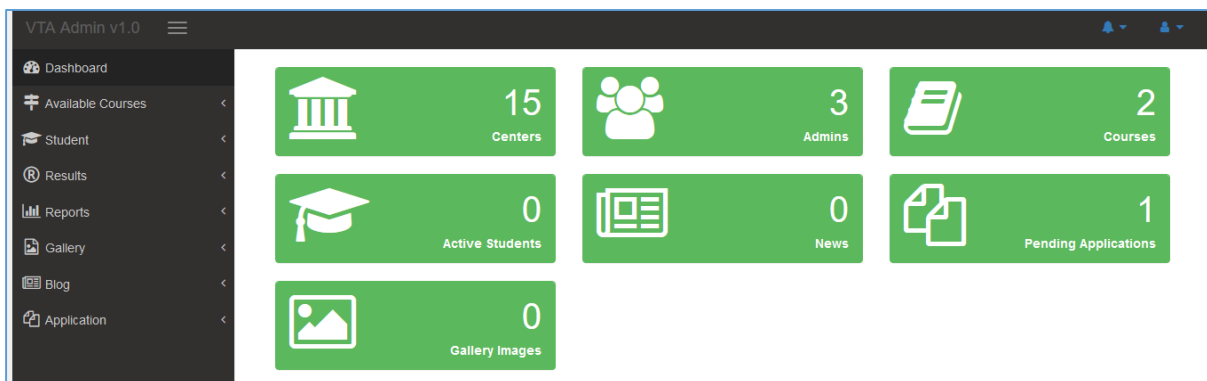 VTA Admin v1.0
Dashboard
Available Courses
Student
Results
Reports
Gallery
Blog
Application
15
Centers
3
Admins
2
Courses
0
Active Students
0
News
1
Pending Applications
0
Gallery Images